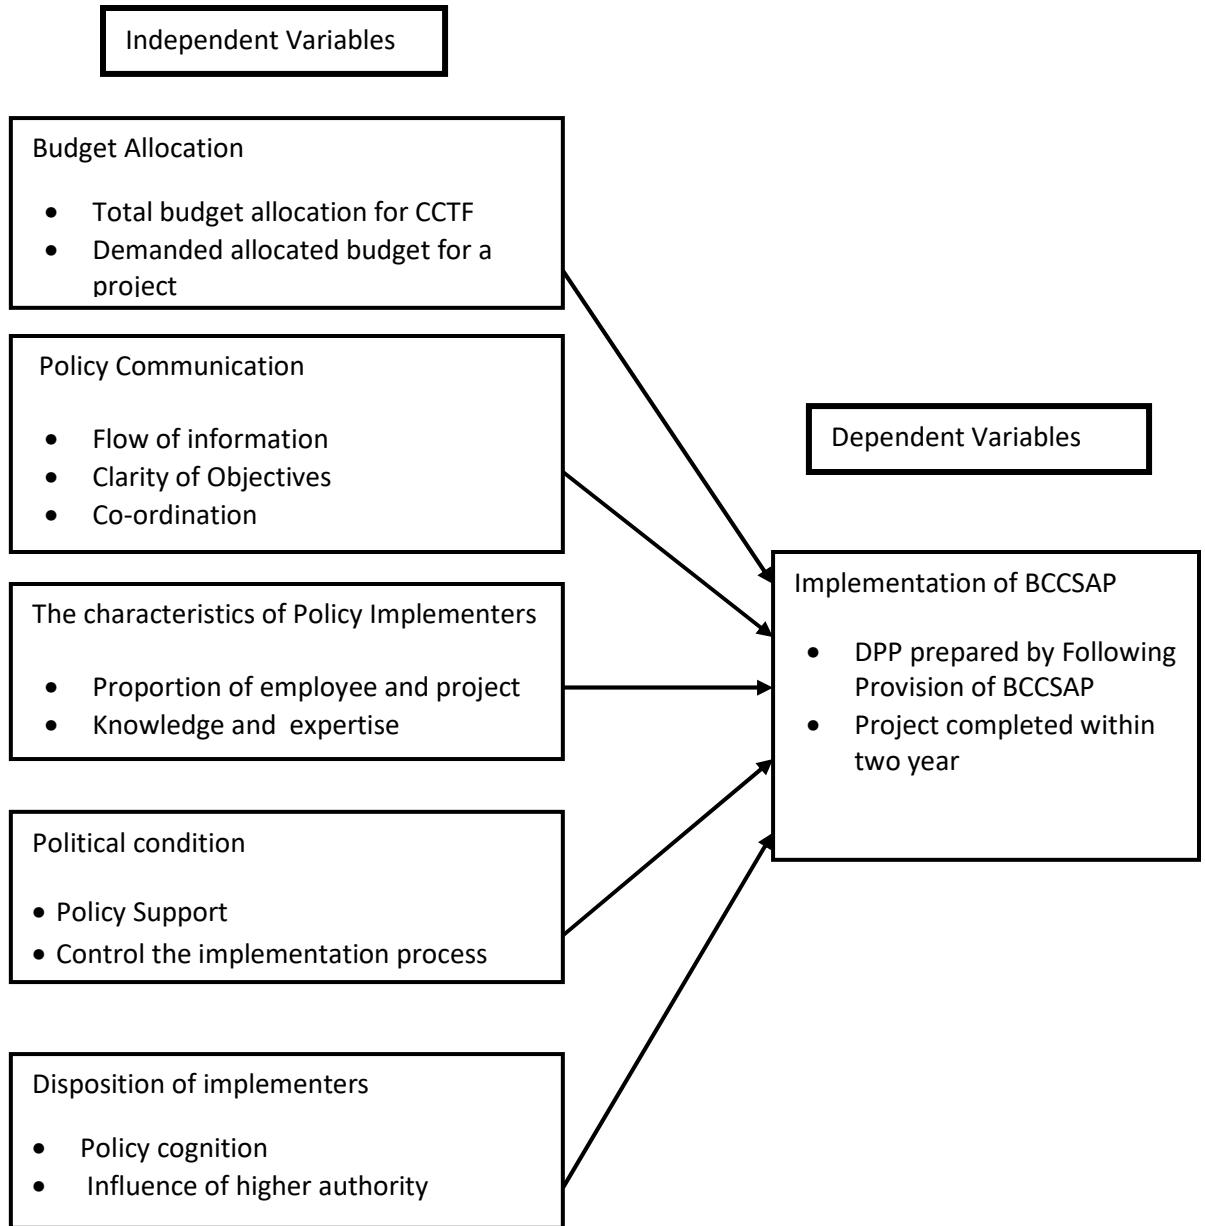 Independent Variables
Budget Allocation
• Total budget allocation for CCTF
• Demanded allocated budget for a
project
Policy Communication
• Flow of information
• Clarity of Objectives
• Co-ordination
The characteristics of Policy Implementers
• Proportion of employee and project
• Knowledge and expertise
Political condition
• Policy Support
• Control the implementation process
Disposition of implementers
• Policy cognition
• Influence of higher authority
Dependent Variables
Implementation of BCCSAP
• DPP prepared by Following
Provision of BCCSAP
• Project completed within
two year